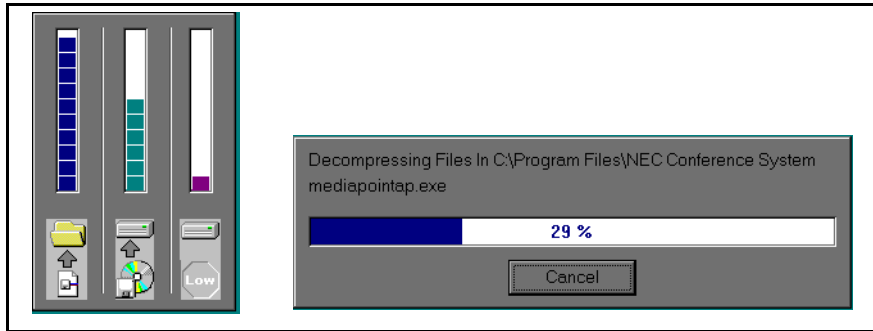 Low
Decompressing Files In C:\Program Files\NEC Conference System
mediapointap.exe
29 %
Cancel